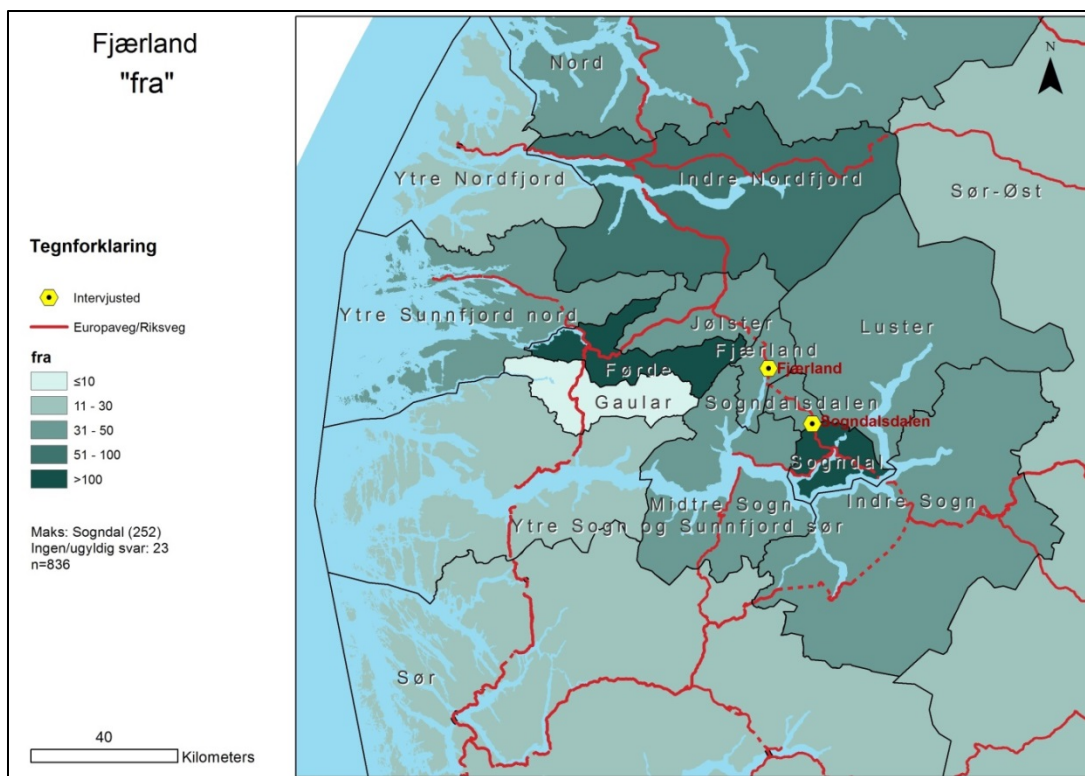 Fjærland
"fra"
Tegnforklaring
Intervjusted
Europaveg/Riksveg
fra
≤10
11 - 30
31 - 50
51 - 100
>100
Maks: Sogndal (252)
Ingen/ugyldig svar: 23
n=836
40
Kilometers
N
Nord
Ytre Nordfjord
Indre Nordfjord
Sør-Øst
Ytre Sunnfjord nord
Jølster
Luster
Fjærland
Fjærland
Førde
Gaular
Sogndalsdalen
Sogndalsdalen
Sogndal
Midtre Sogn
Indre Sogn
Ytre Sogn og Sunnfjord sør
Sør